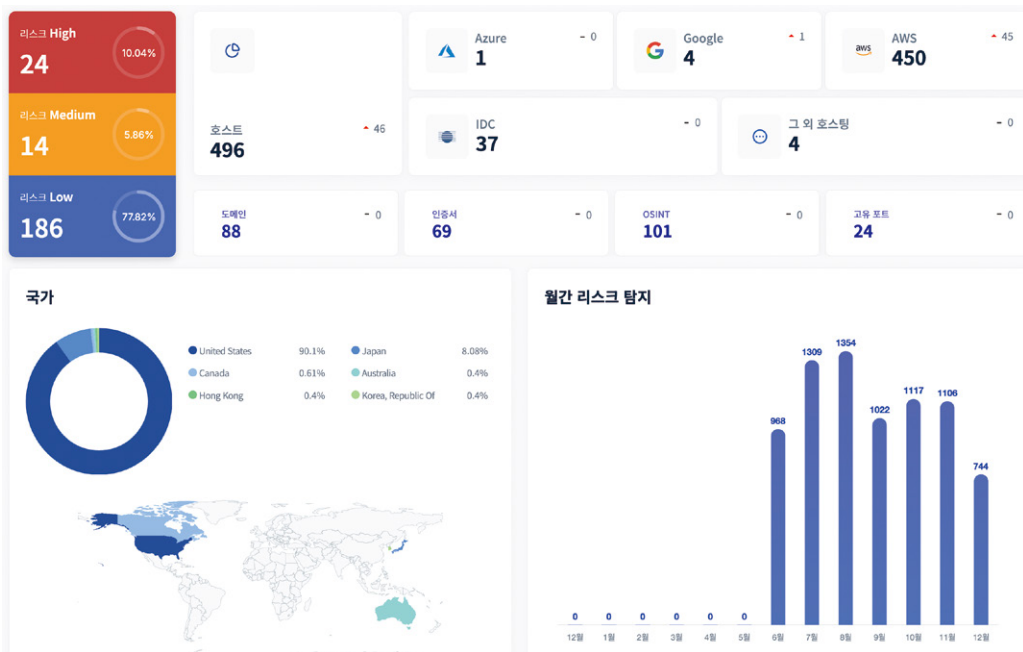 리스크 High
24
10.04%
리스크 Medium
14
5.86%
리스크 Low
186
77.82%
호스트
496
46
Azure
1
- 0
Google
4
1
aws
AWS
450
45
IDC
37
- 0
그 외 호스팅
4
- 0
도메인
88
- 0
인증서
69
- 0
OSINT
101
- 0
고유 포트
24
- 0
국가
United States 90.1%
Japan 8.08%
Canada 0.61%
Australia 0.4%
Hong Kong 0.4%
Korea, Republic Of 0.4%
월간 리스크 탐지
0 0 0 0 0 0 968 1309 1354 1022 1117 1106 744
12월 1월 2월 3월 4월 5월 6월 7월 8월 9월 10월 11월 12월